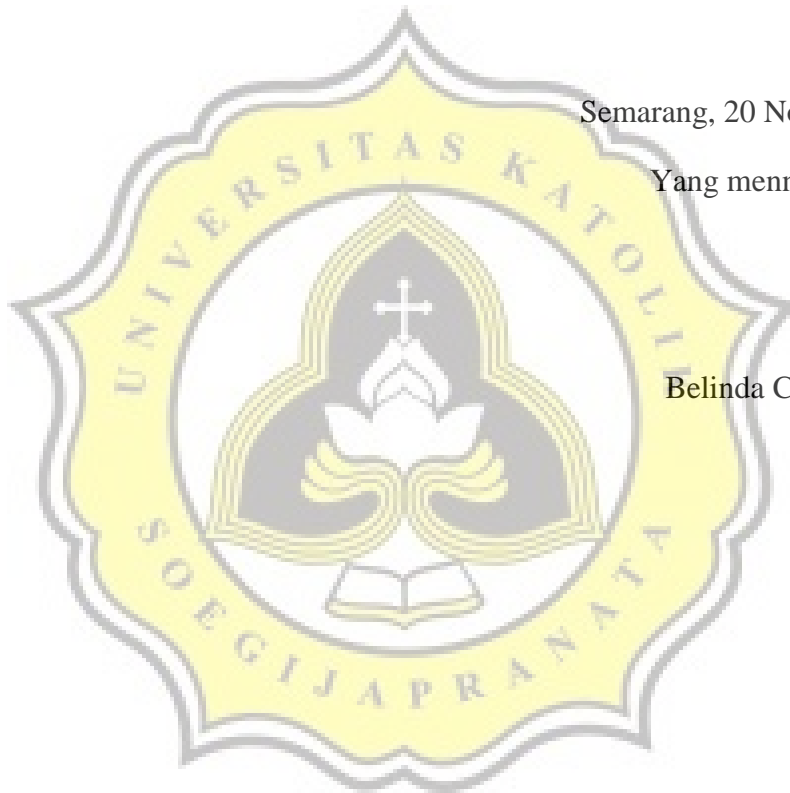 Semarang, 20 No
UNIVERSITAS KATOLIK
Yang menn
Belinda C
SOEGIJAPRANATA